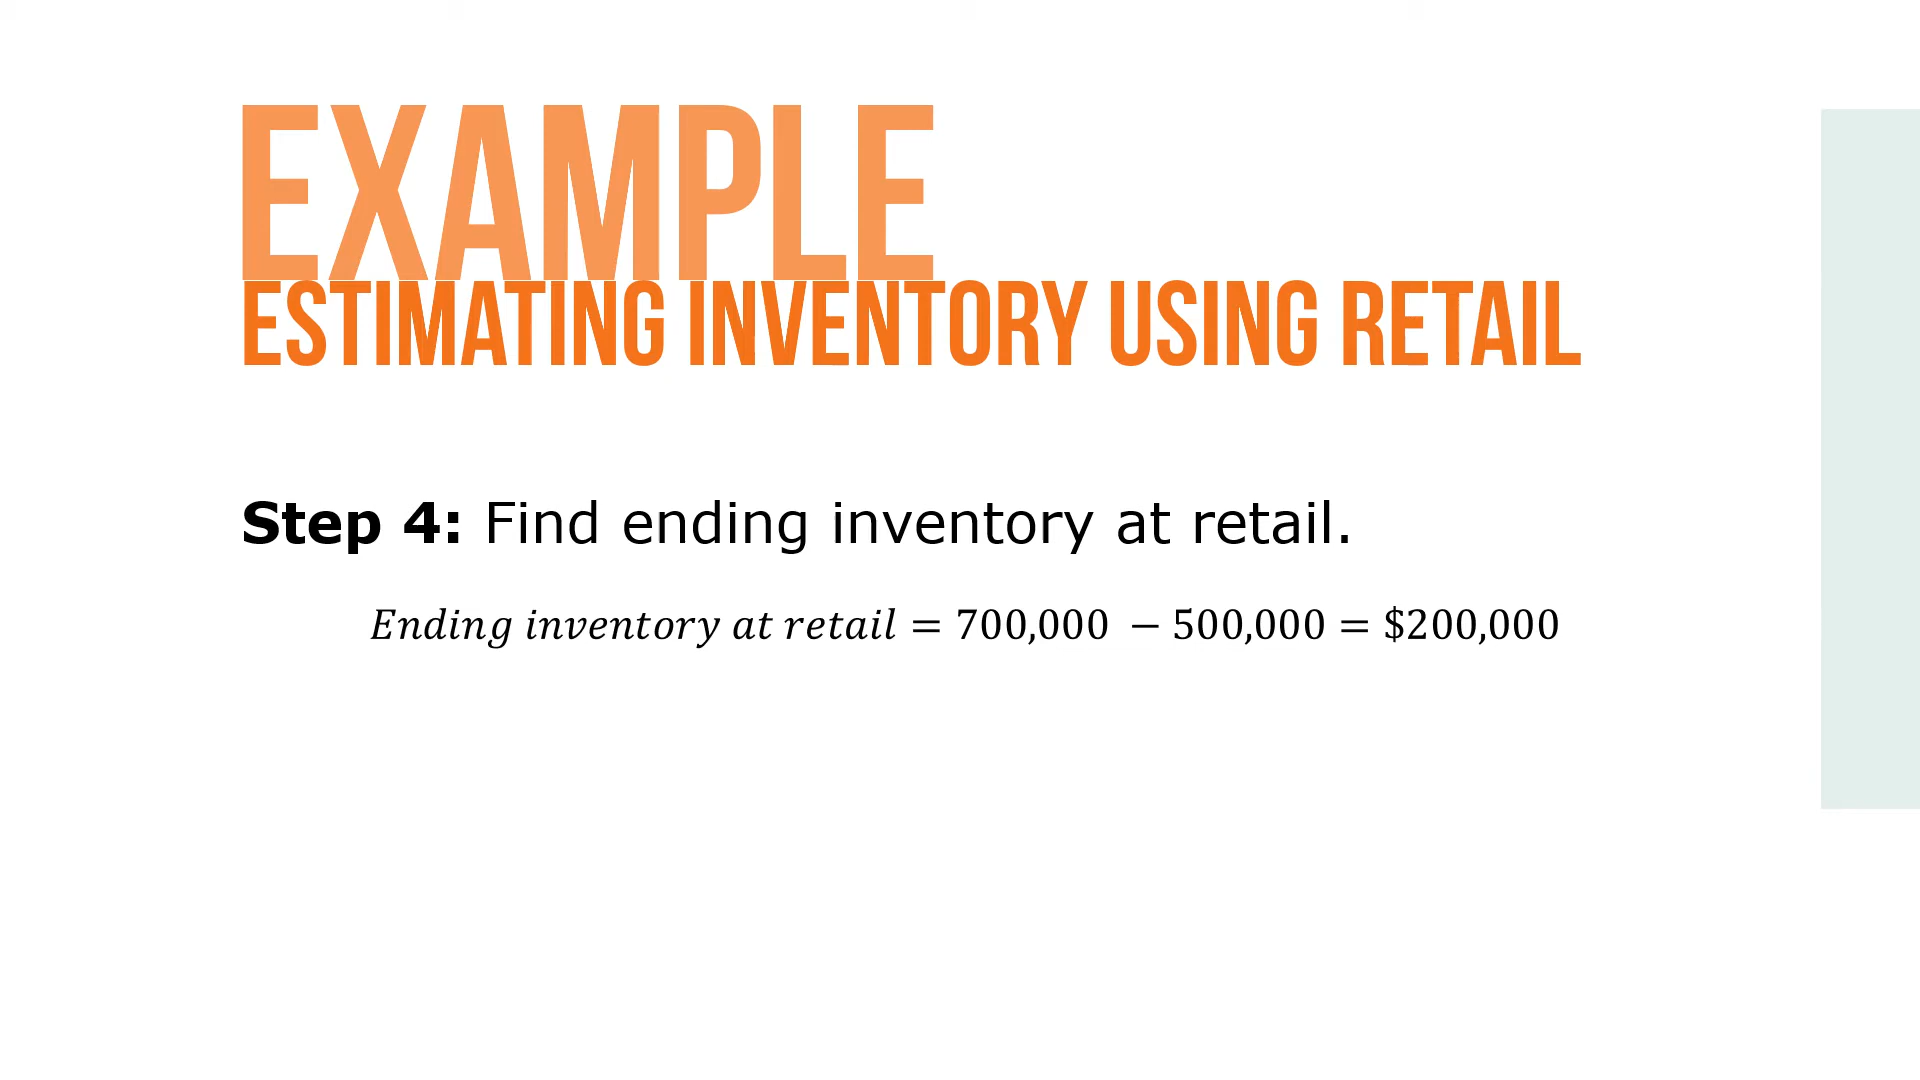 EXAMPLE
ESTIMATING INVENTORY USING RETAIL
Step 4: Find ending inventory at retail.
Ending inventory at retail = 700,000 − 500,000 = $200,000